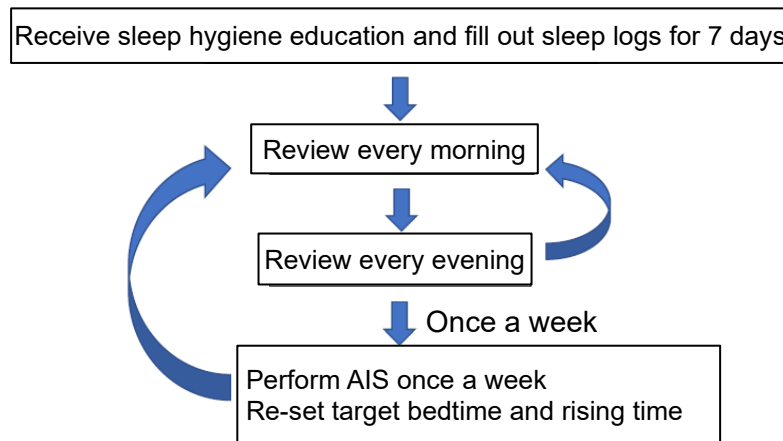 Receive sleep hygiene education and fill out sleep logs for 7 days
Review every morning
Review every evening
Once a week
Perform AIS once a week
Re-set target bedtime and rising time